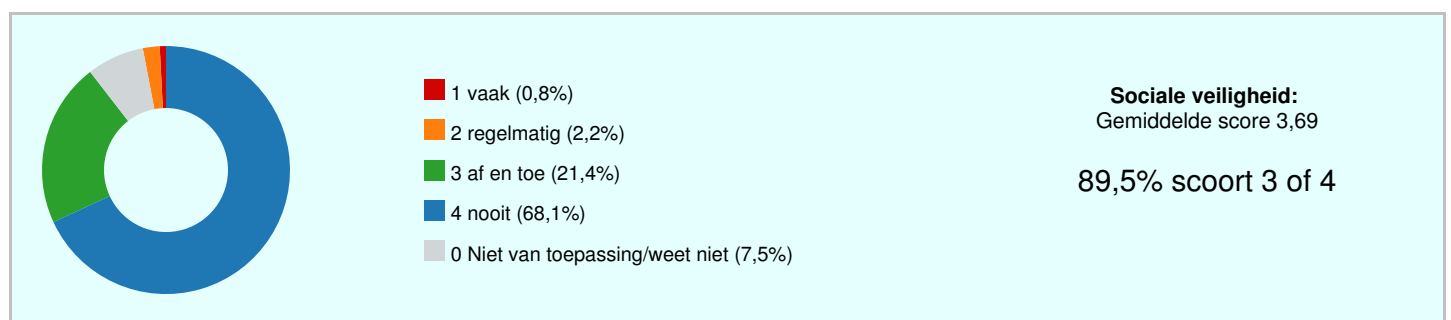 1 vaak (0,8%)
2 regelmatig (2,2%)
3 af en toe (21,4%)
4 nooit (68,1%)
0 Niet van toepassing/weet niet (7,5%)
Sociale veiligheid:
Gemiddelde score 3,69
89,5% scoort 3 of 4